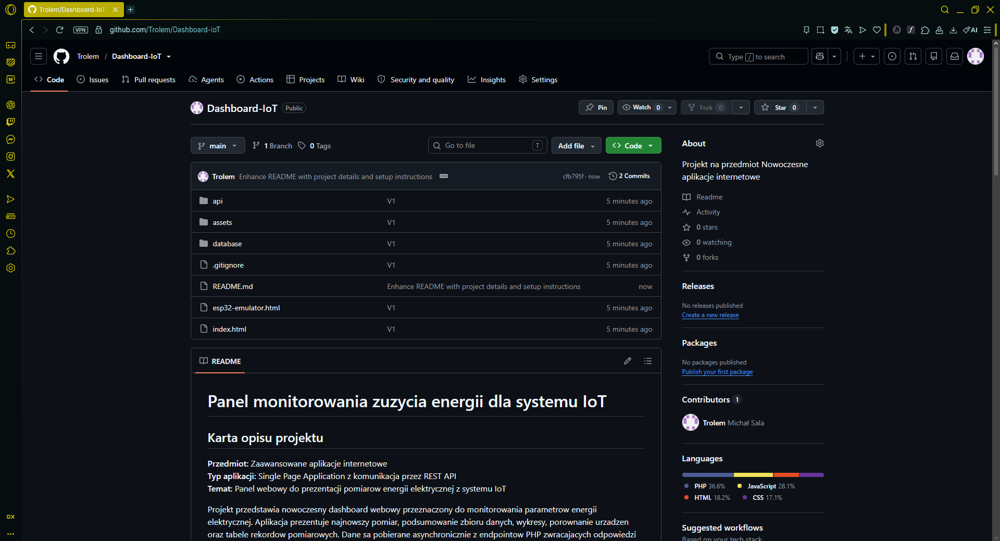 Trolem/Dashboard-IoT:
VPN
github.com/Trolem/Dashboard-IoT
AI
Trolem / Dashboard-IoT
Type / to search
Code
Issues
Pull requests
Agents
Actions
Projects
Wiki
Security and quality
Insights
Settings
Dashboard-IoT Public
Pin
Watch 0
Fork 0
Star 0
main
1 Branch
0 Tags
Go to file T
Add file
Code
Trolem Enhance README with project details and setup instructions
cfb795f · now
2 Commits
api V1 5 minutes ago
assets V1 5 minutes ago
database V1 5 minutes ago
.gitignore V1 5 minutes ago
README.md Enhance README with project details and setup instructions now
esp32-emulator.html V1 5 minutes ago
index.html V1 5 minutes ago
README
Panel monitorowania zuzycia energii dla systemu IoT
Karta opisu projektu
Przedmiot: Zaawansowane aplikacje internetowe
Typ aplikacji: Single Page Application z komunikacja przez REST API
Temat: Panel webowy do prezentacji pomiarow energii elektrycznej z systemu IoT
Projekt przedstawia nowoczesny dashboard webowy przeznaczony do monitorowania parametrow energii
elektrycznej. Aplikacja prezentuje najnowszy pomiar, podsumowanie zbioru danych, wykresy, porownanie urzadzen
oraz tabele rekordow pomiarowych. Dane sa pobierane asynchronicznie z endpointow PHP zwracajacych odpowiedzi
About
Projekt na przedmiot Nowoczesne
aplikacje internetowe
Readme
Activity
0 stars
0 watching
0 forks
Releases
No releases published
Create a new release
Packages
No packages published
Publish your first package
Contributors 1
Trolem Michał Sala
Languages
PHP 36.6%
JavaScript 28.1%
HTML 18.2%
CSS 17.1%
Suggested workflows
Based on your tech stack
GX